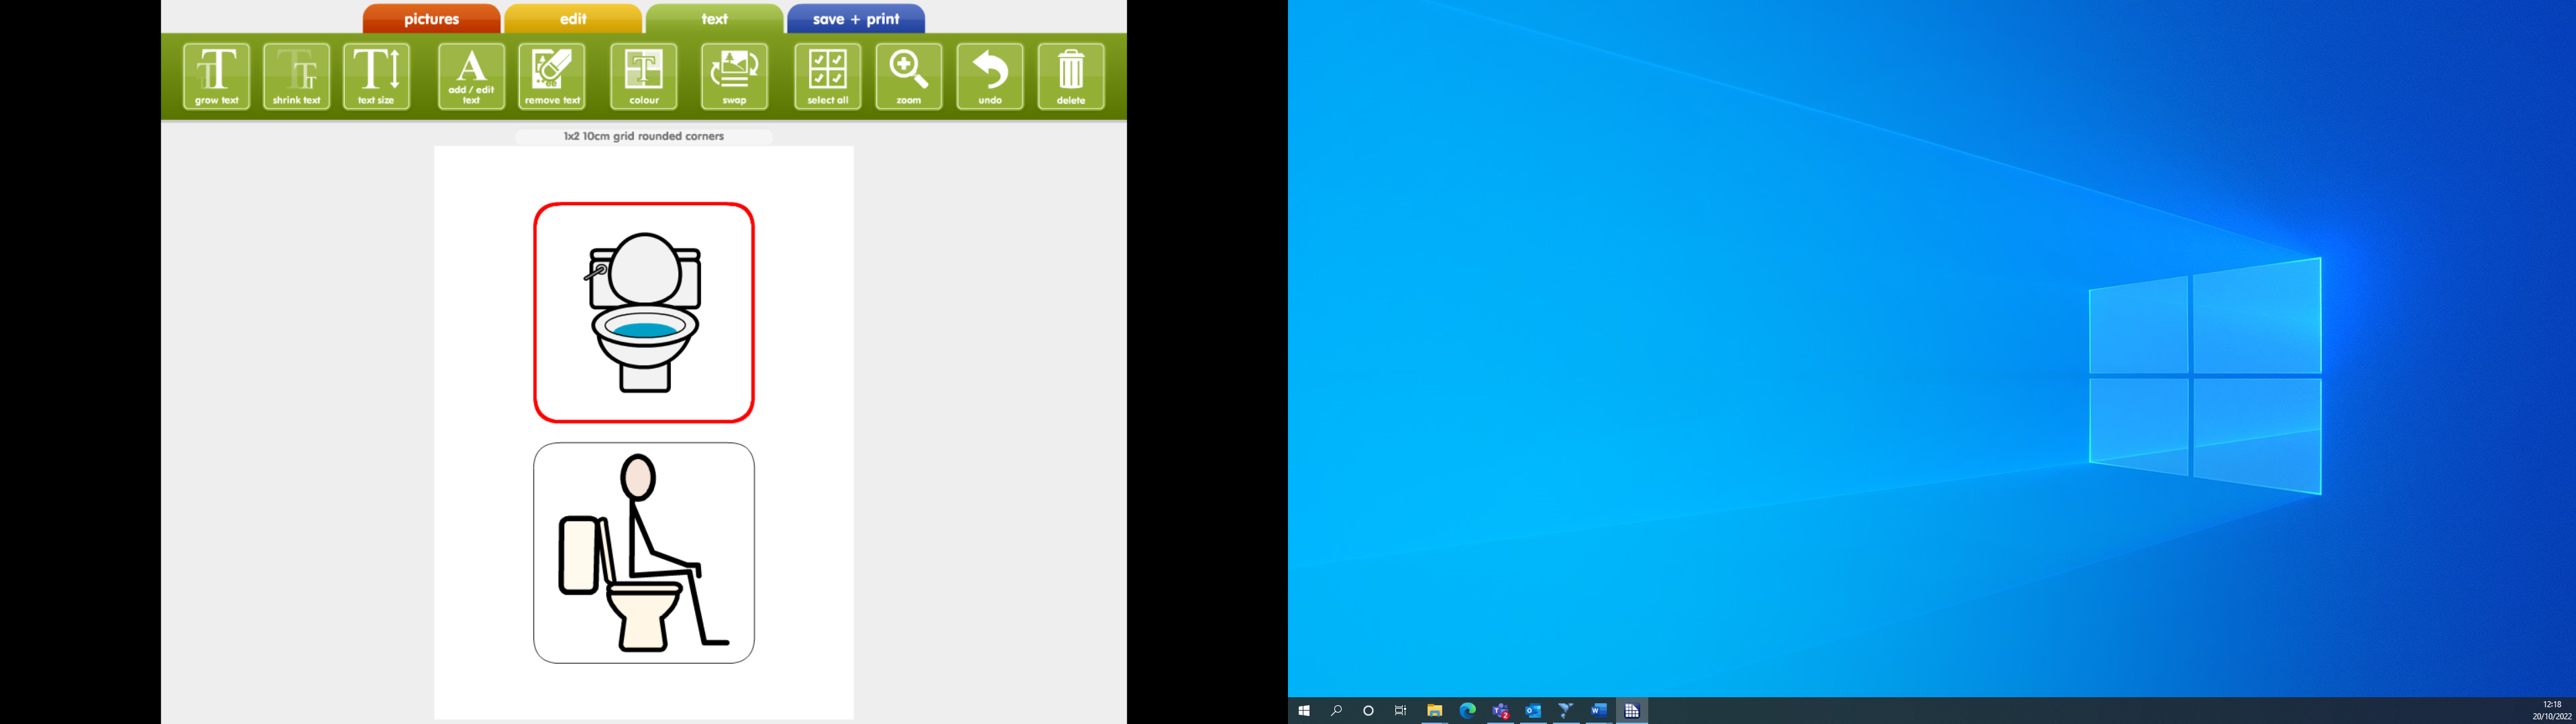 pictures edit text save + print
grow text shrink text text size add / edit text remove text colour swap select all zoom undo delete
1x2 10cm grid rounded corners
12:18
20/10/2022